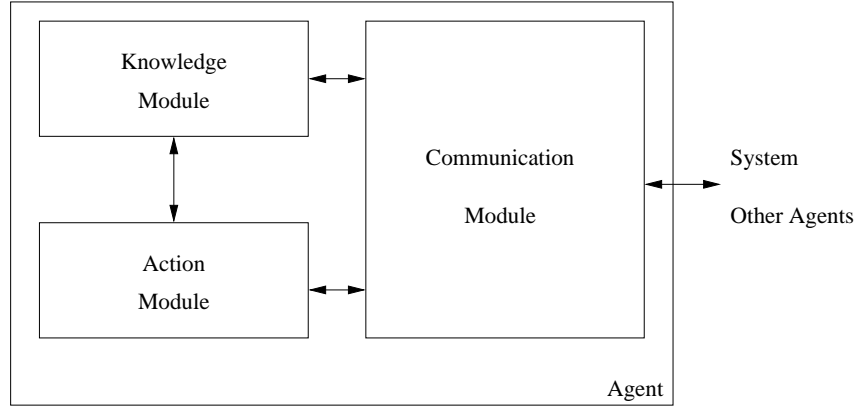 Knowledge
Module
Communication
Module
System
Other Agents
Action
Module
Agent